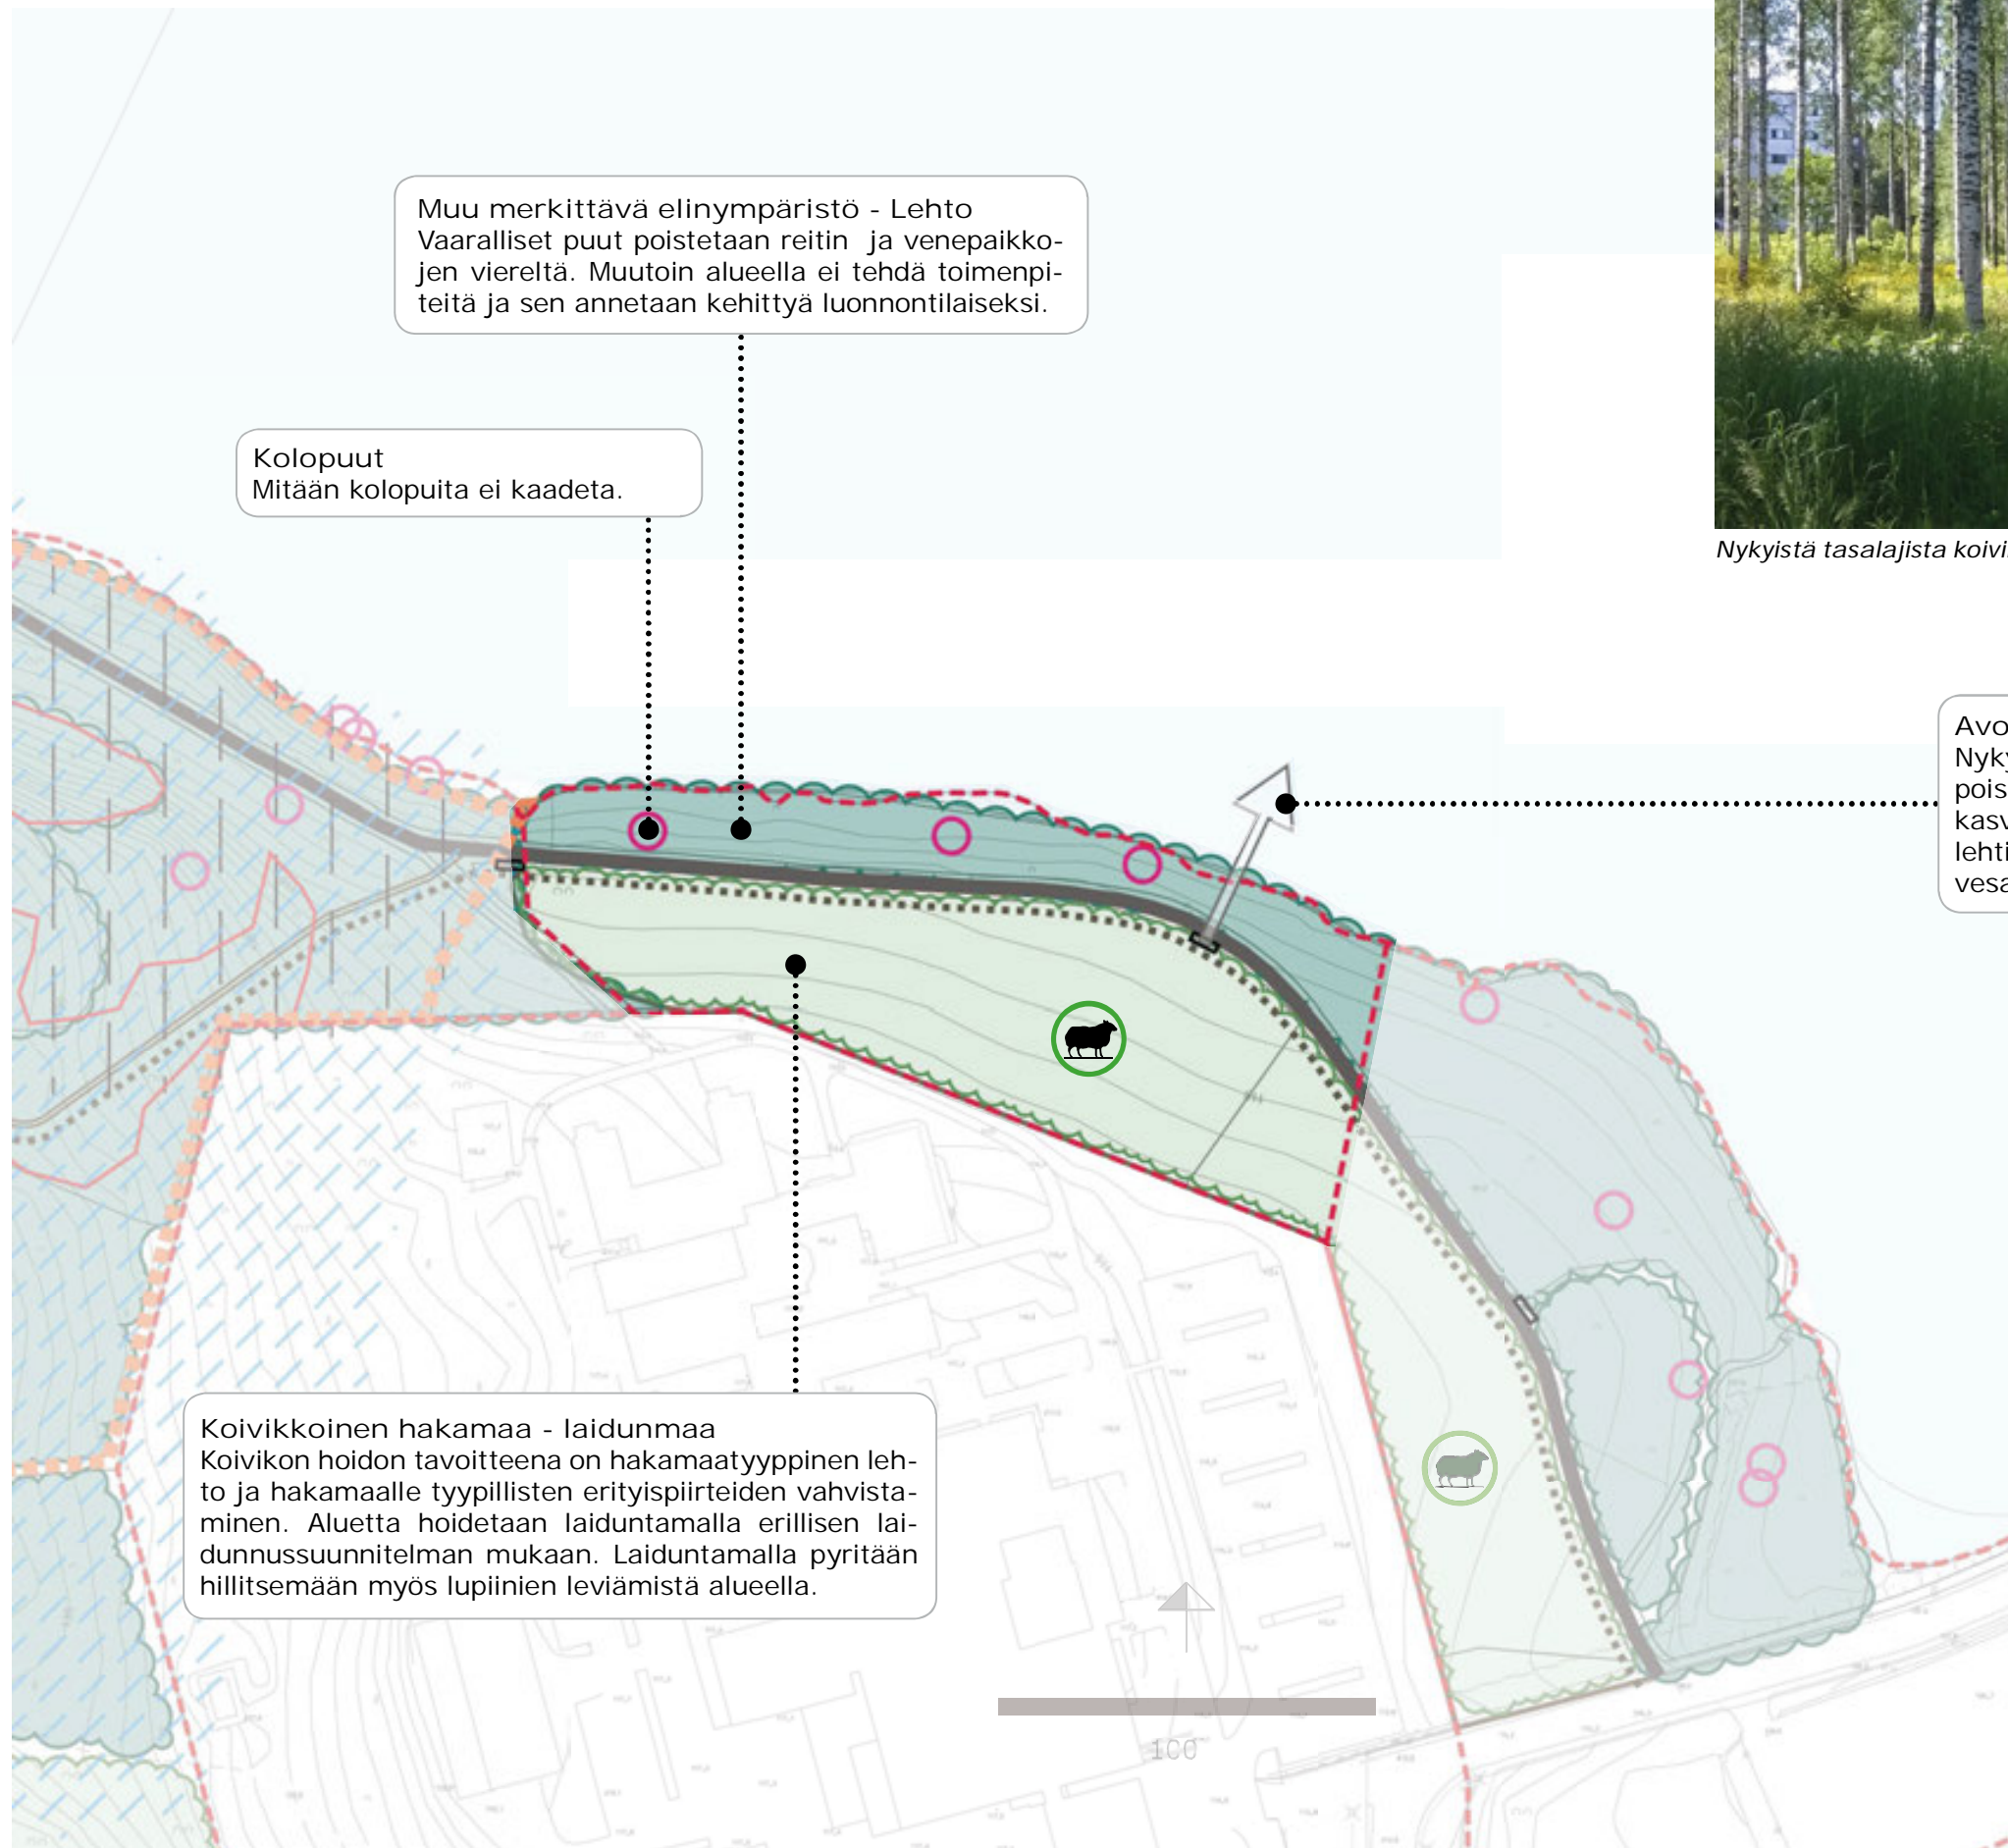 Muu merkittävä elinympäristö - Lehto
Vaaralliset puut poistetaan reitin ja venepaikko-
jen viereltä. Muutoin alueella ei tehdä toimenpi-
teitä ja sen annetaan kehittyä luonnontilaiseksi.
Kolopuut
Mitään kolopuita ei kaadeta.
Nykyistä tasalajista koivi
Avo
Nyky
pois
kasv
lehti
vesa
Koivikkoinen hakamaa - laidunmaa
Koivikon hoidon tavoitteena on hakamaatyyppinen leh-
to ja hakamaalle tyypillisten erityispiirteiden vahvista-
minen. Aluetta hoidetaan laiduntamalla erillisen lai-
dunnussuunnitelman mukaan. Laiduntamalla pyritään
hillitsemään myös lupiinien leviämistä alueella.
100